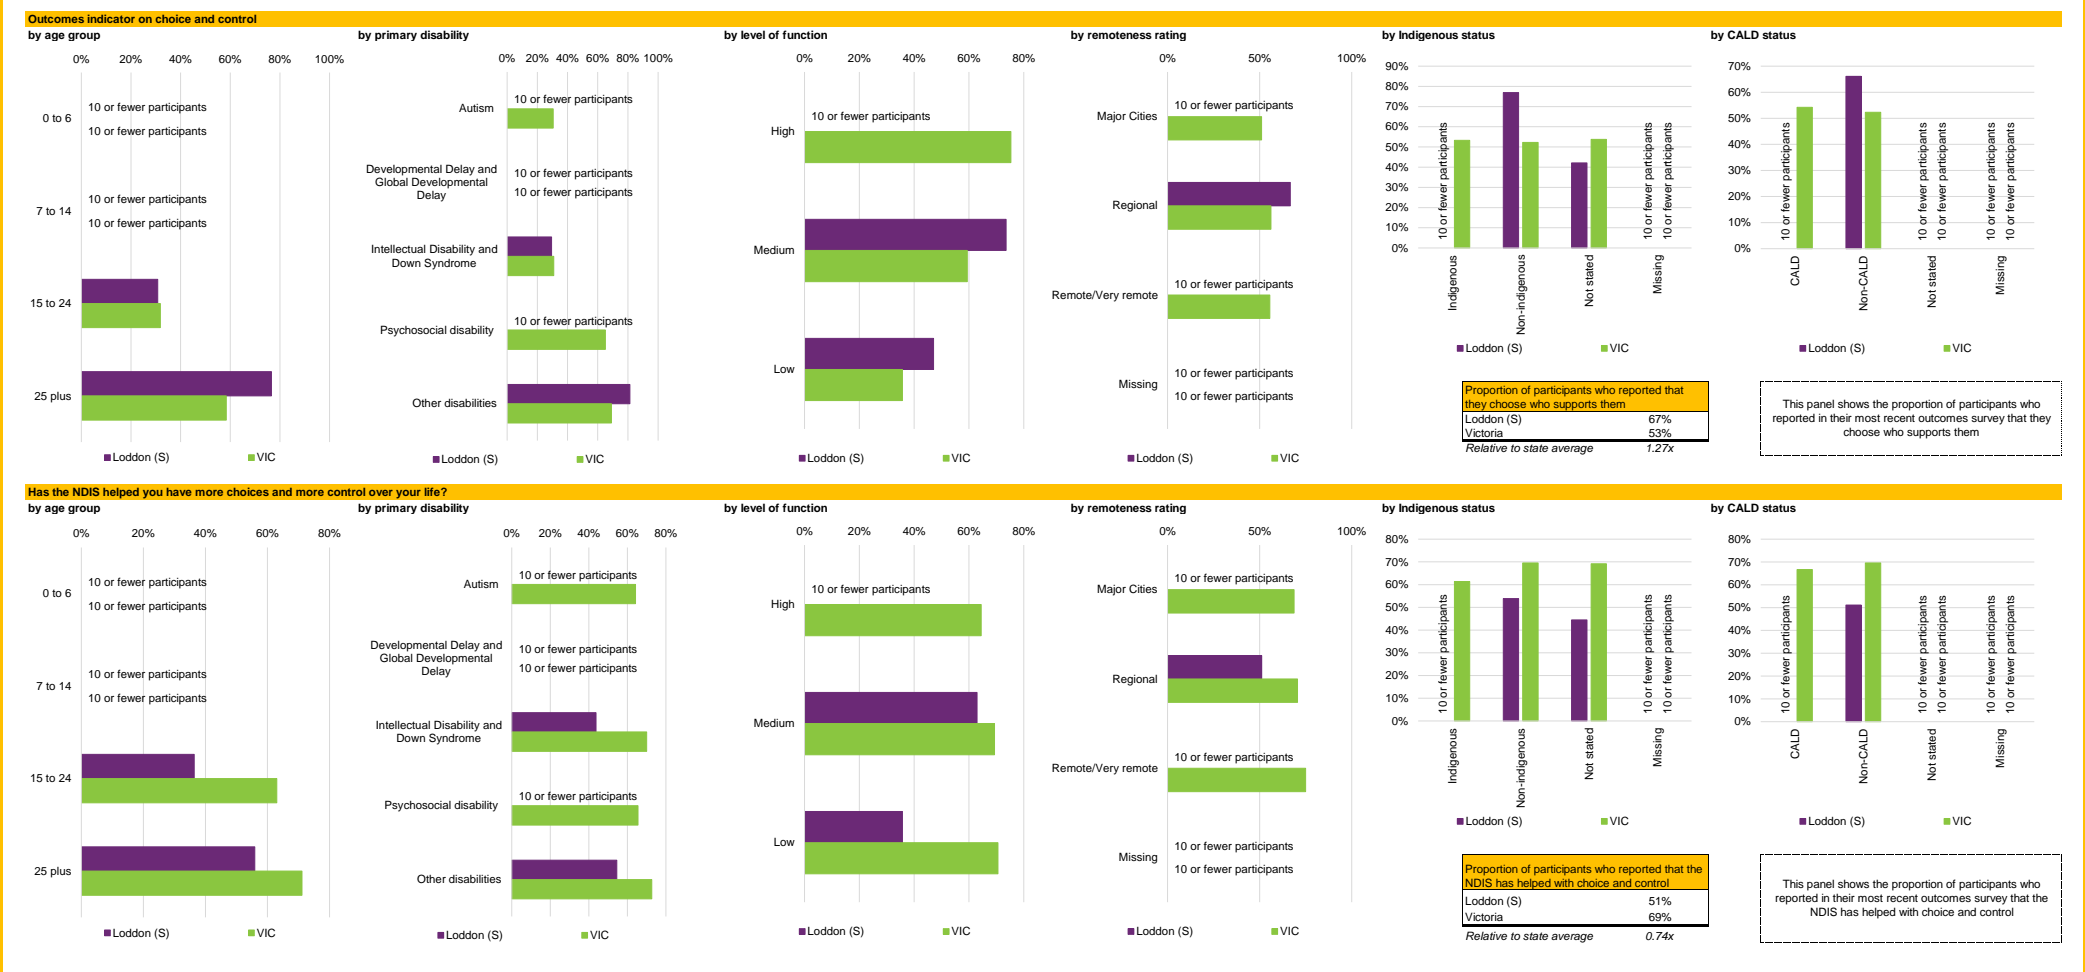 Outcomes indicator on choice and control
by age group
0% 20% 40% 60% 80% 100%
0 to 6
10 or fewer participants
10 or fewer participants
7 to 14
10 or fewer participants
10 or fewer participants
15 to 24
25 plus
Loddon (S) VIC
by primary disability
0% 20% 40% 60% 80% 100%
Autism
10 or fewer participants
Developmental Delay and
Global Developmental
Delay
10 or fewer participants
10 or fewer participants
Intellectual Disability and
Down Syndrome
Psychosocial disability
10 or fewer participants
Other disabilities
Loddon (S) VIC
by level of function
0% 20% 40% 60% 80%
High
10 or fewer participants
Medium
Low
Loddon (S) VIC
by remoteness rating
0% 50% 100%
Major Cities
10 or fewer participants
Regional
Remote/Very remote
10 or fewer participants
Missing
10 or fewer participants
10 or fewer participants
Loddon (S) VIC
by Indigenous status
90%
80%
70%
60%
50%
40%
30%
20%
10%
0%
10 or fewer participants
10 or fewer participants
10 or fewer participants
Indigenous
Non-indigenous
Not stated
Missing
Loddon (S) VIC
Proportion of participants who reported that
they choose who supports them
Loddon (S) 67%
Victoria 53%
Relative to state average 1.27x
by CALD status
70%
60%
50%
40%
30%
20%
10%
0%
10 or fewer participants
10 or fewer participants
10 or fewer participants
10 or fewer participants
10 or fewer participants
CALD
Non-CALD
Not stated
Missing
Loddon (S) VIC
This panel shows the proportion of participants who
reported in their most recent outcomes survey that they
choose who supports them
Has the NDIS helped you have more choices and more control over your life?
by age group
0% 20% 40% 60% 80%
0 to 6
10 or fewer participants
10 or fewer participants
7 to 14
10 or fewer participants
10 or fewer participants
15 to 24
25 plus
Loddon (S) VIC
by primary disability
0% 20% 40% 60% 80%
Autism
10 or fewer participants
Developmental Delay and
Global Developmental
Delay
10 or fewer participants
10 or fewer participants
Intellectual Disability and
Down Syndrome
Psychosocial disability
10 or fewer participants
Other disabilities
Loddon (S) VIC
by level of function
0% 20% 40% 60% 80%
High
10 or fewer participants
Medium
Low
Loddon (S) VIC
by remoteness rating
0% 50% 100%
Major Cities
10 or fewer participants
Regional
Remote/Very remote
10 or fewer participants
Missing
10 or fewer participants
10 or fewer participants
Loddon (S) VIC
by Indigenous status
80%
70%
60%
50%
40%
30%
20%
10%
0%
10 or fewer participants
10 or fewer participants
10 or fewer participants
Indigenous
Non-indigenous
Not stated
Missing
Loddon (S) VIC
Proportion of participants who reported that the
NDIS has helped with choice and control
Loddon (S) 51%
Victoria 69%
Relative to state average 0.74x
by CALD status
80%
70%
60%
50%
40%
30%
20%
10%
0%
10 or fewer participants
10 or fewer participants
10 or fewer participants
10 or fewer participants
10 or fewer participants
CALD
Non-CALD
Not stated
Missing
Loddon (S) VIC
This panel shows the proportion of participants who
reported in their most recent outcomes survey that the
NDIS has helped with choice and control